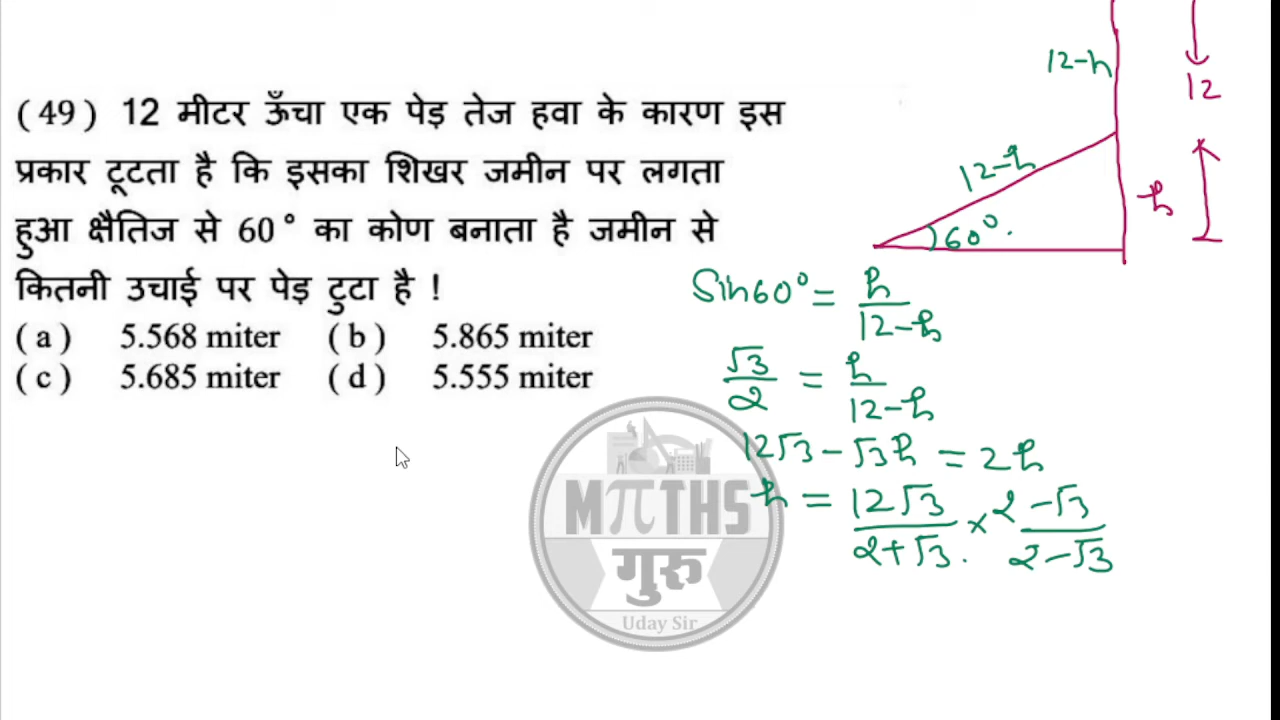 (49) 12 मीटर ऊँचा एक पेड़ तेज हवा के कारण इस
प्रकार टूटता है कि इसका शिखर जमीन पर लगता
हुआ क्षैतिज से 60° का कोण बनाता है जमीन से
कितनी उचाई पर पेड़ टुटा है !
(a) 5.568 miter (b) 5.865 miter
(c) 5.685 miter (d) 5.555 miter
12-h
12
12-h
h
60°.
Sin60° = h/12-h
√3/2 = h/12-h
12√3 - √3h = 2h
h = 12√3/2+√3. × 2-√3/2-√3
MπTHS
गुरू
Uday Sir